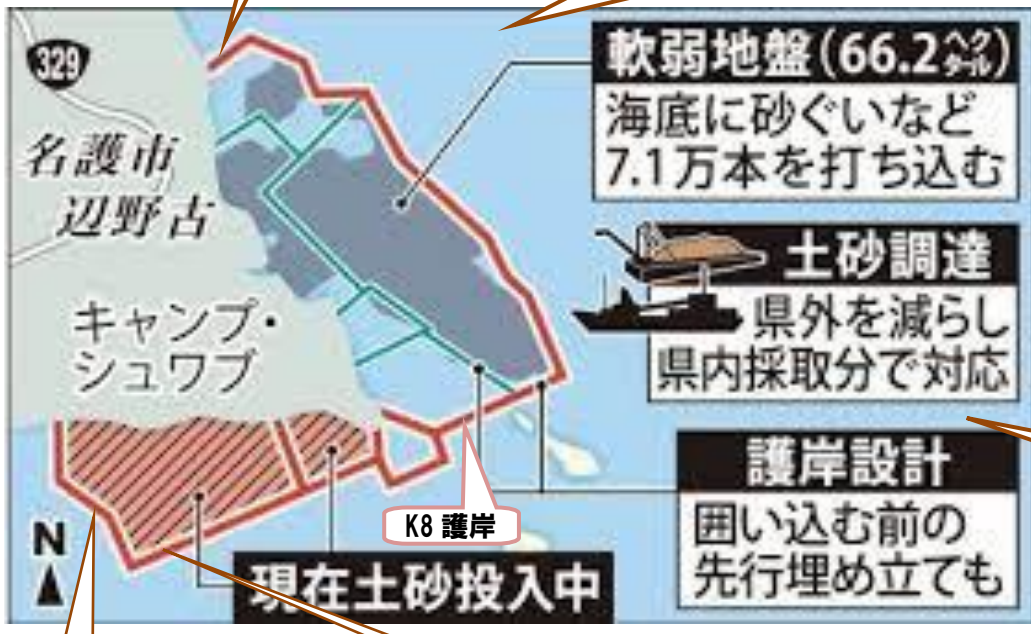 329
名護市
辺野古
キャンプ・
シュワブ
軟弱地盤(66.2ヘクタール)
海底に砂ぐいなど
7.1万本を打ち込む
土砂調達
県外を減らし
県内採取分で対応
護岸設計
囲い込む前の
先行埋め立ても
K8 護岸
現在土砂投入中
N